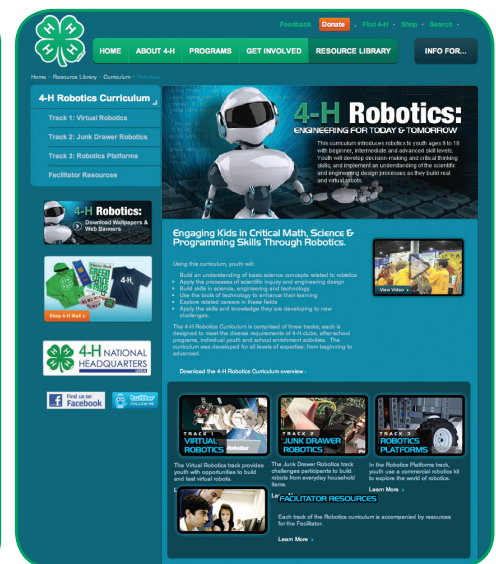 Feedback Donate Find 4-H Shop Search
HOME ABOUT 4-H PROGRAMS GET INVOLVED RESOURCE LIBRARY INFO FOR...
Home Resource Library Curriculum Robotics
4-H Robotics Curriculum
Track 1: Virtual Robotics
Track 2: Junk Drawer Robotics
Track 3: Robotics Platforms
Facilitator Resources
4-H Robotics:
ENGINEERING FOR TODAY & TOMORROW
This curriculum introduces robotics to youth ages 8 to 18
with beginner, intermediate and advanced skill levels.
Youth will develop decision-making and critical thinking
skills, and implement an understanding of the scientific
and engineering design processes as they build real
and virtual robots.
4-H Robotics:
Download Wallpapers &
Web Banners
Shop 4-H Mall
4-H NATIONAL
HEADQUARTERS
Find us on
Facebook
twitter
FOLLOW ME
Engaging Kids in Critical Math, Science &
Programming Skills Through Robotics.
View Video
Using this curriculum, youth will:
Build an understanding of basic science concepts related to robotics
• Apply the processes of scientific inquiry and engineering design
• Build skills in science, engineering and technology
• Use the tools of technology to enhance their learning
• Explore related careers in these fields
• Apply the skills and knowledge they are developing to new
challenges.
The 4-H Robotics Curriculum is comprised of three tracks; each is
designed to meet the diverse requirements of 4-H clubs, after-school
programs, individual youth and school enrichment activities. The
curriculum was developed for all levels of expertise: from beginning to
advanced.
Download the 4-H Robotics Curriculum overview
TRACK 1
VIRTUAL
ROBOTICS
The Virtual Robotics track provides
youth with opportunities to build
and test virtual robots.
TRACK 2
JUNK DRAWER
ROBOTICS
The Junk Drawer Robotics track
challenges participants to build
robots from everyday household
items.
TRACK 3
ROBOTICS
PLATFORMS
In the Robotics Platforms track,
youth use a commercial robotics kit
to explore the world of robotics.
Learn More
FACILITATOR RESOURCES
Each track of the Robotics curriculum is accompanied by resources
for the Facilitator.
Learn More